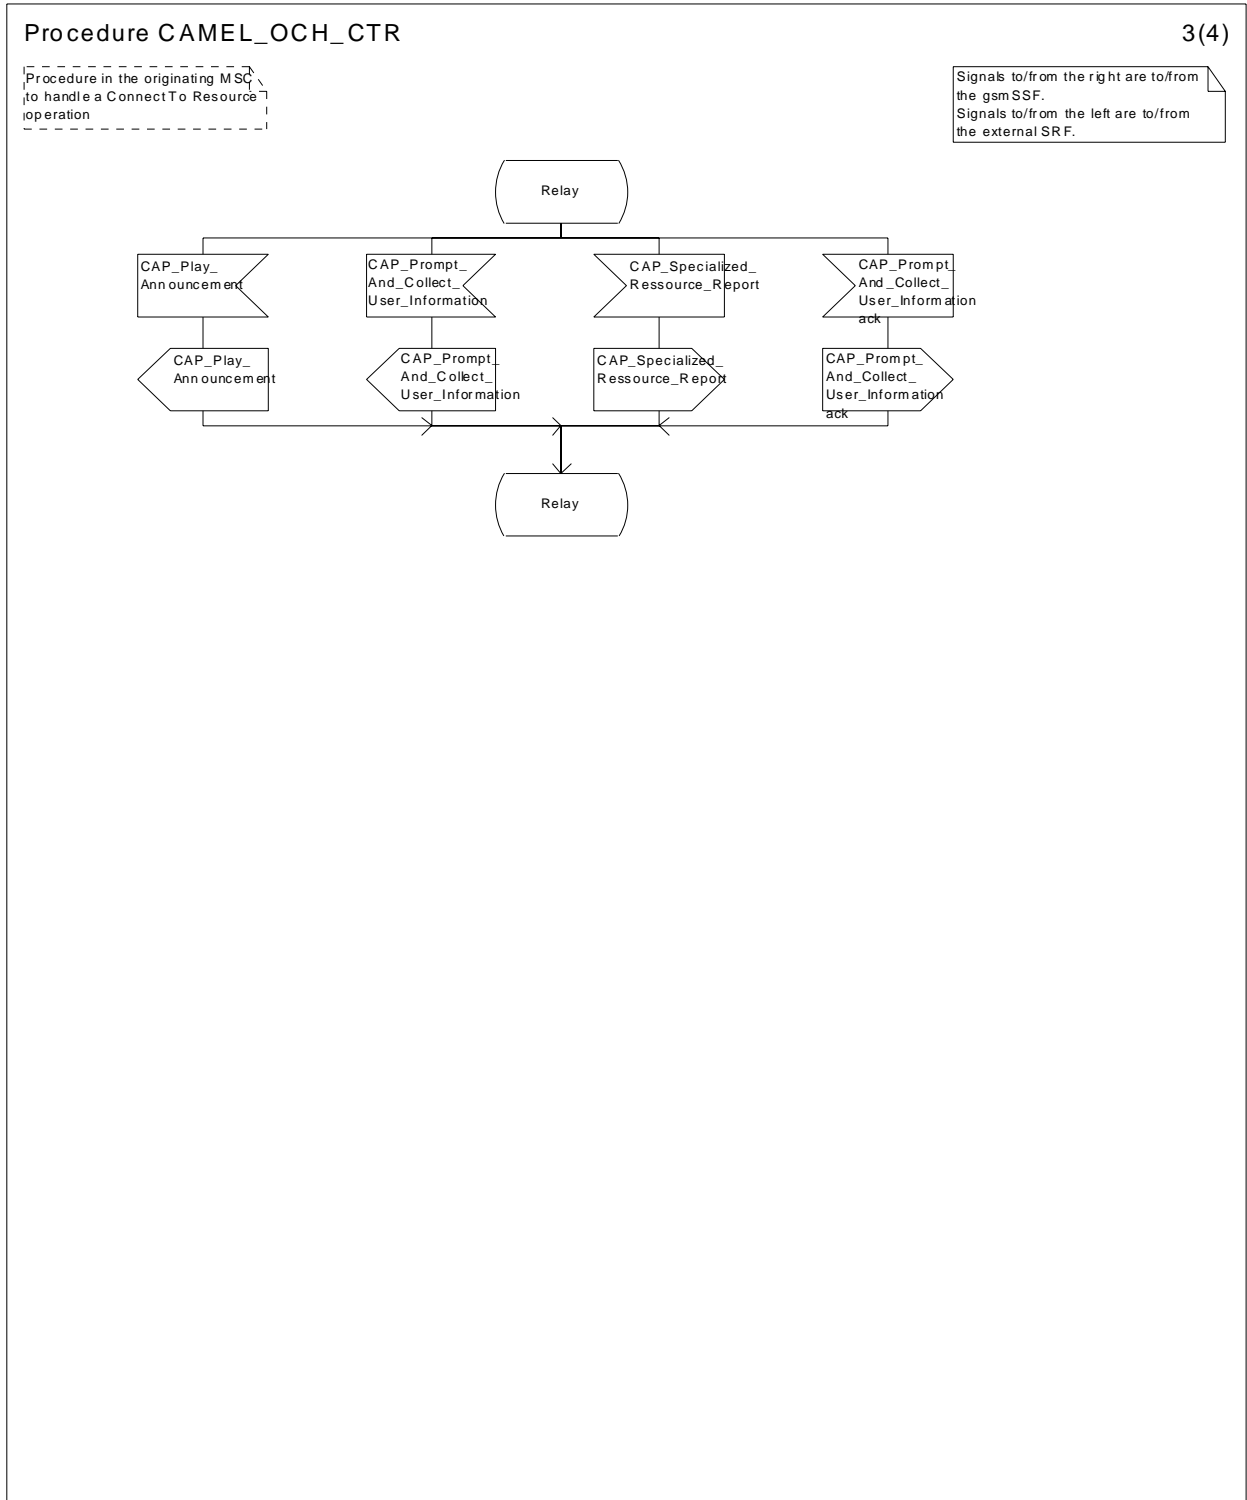 Procedure CAMEL_OCH_CTR
3(4)
Procedure in the originating MSC
to handle a Connect To Resource
operation
Signals to/from the right are to/from
the gsmSSF.
Signals to/from the left are to/from
the external SRF.
Relay
CAP_Play_
Announcement
CAP_Prompt_
And_Collect_
User_Information
CAP_Specialized_
Ressource_Report
CAP_Prompt_
And_Collect_
User_Information
ack
CAP_Play_
Announcement
CAP_Prompt_
And_Collect_
User_Information
CAP_Specialized_
Ressource_Report
CAP_Prompt_
And_Collect_
User_Information
ack
Relay